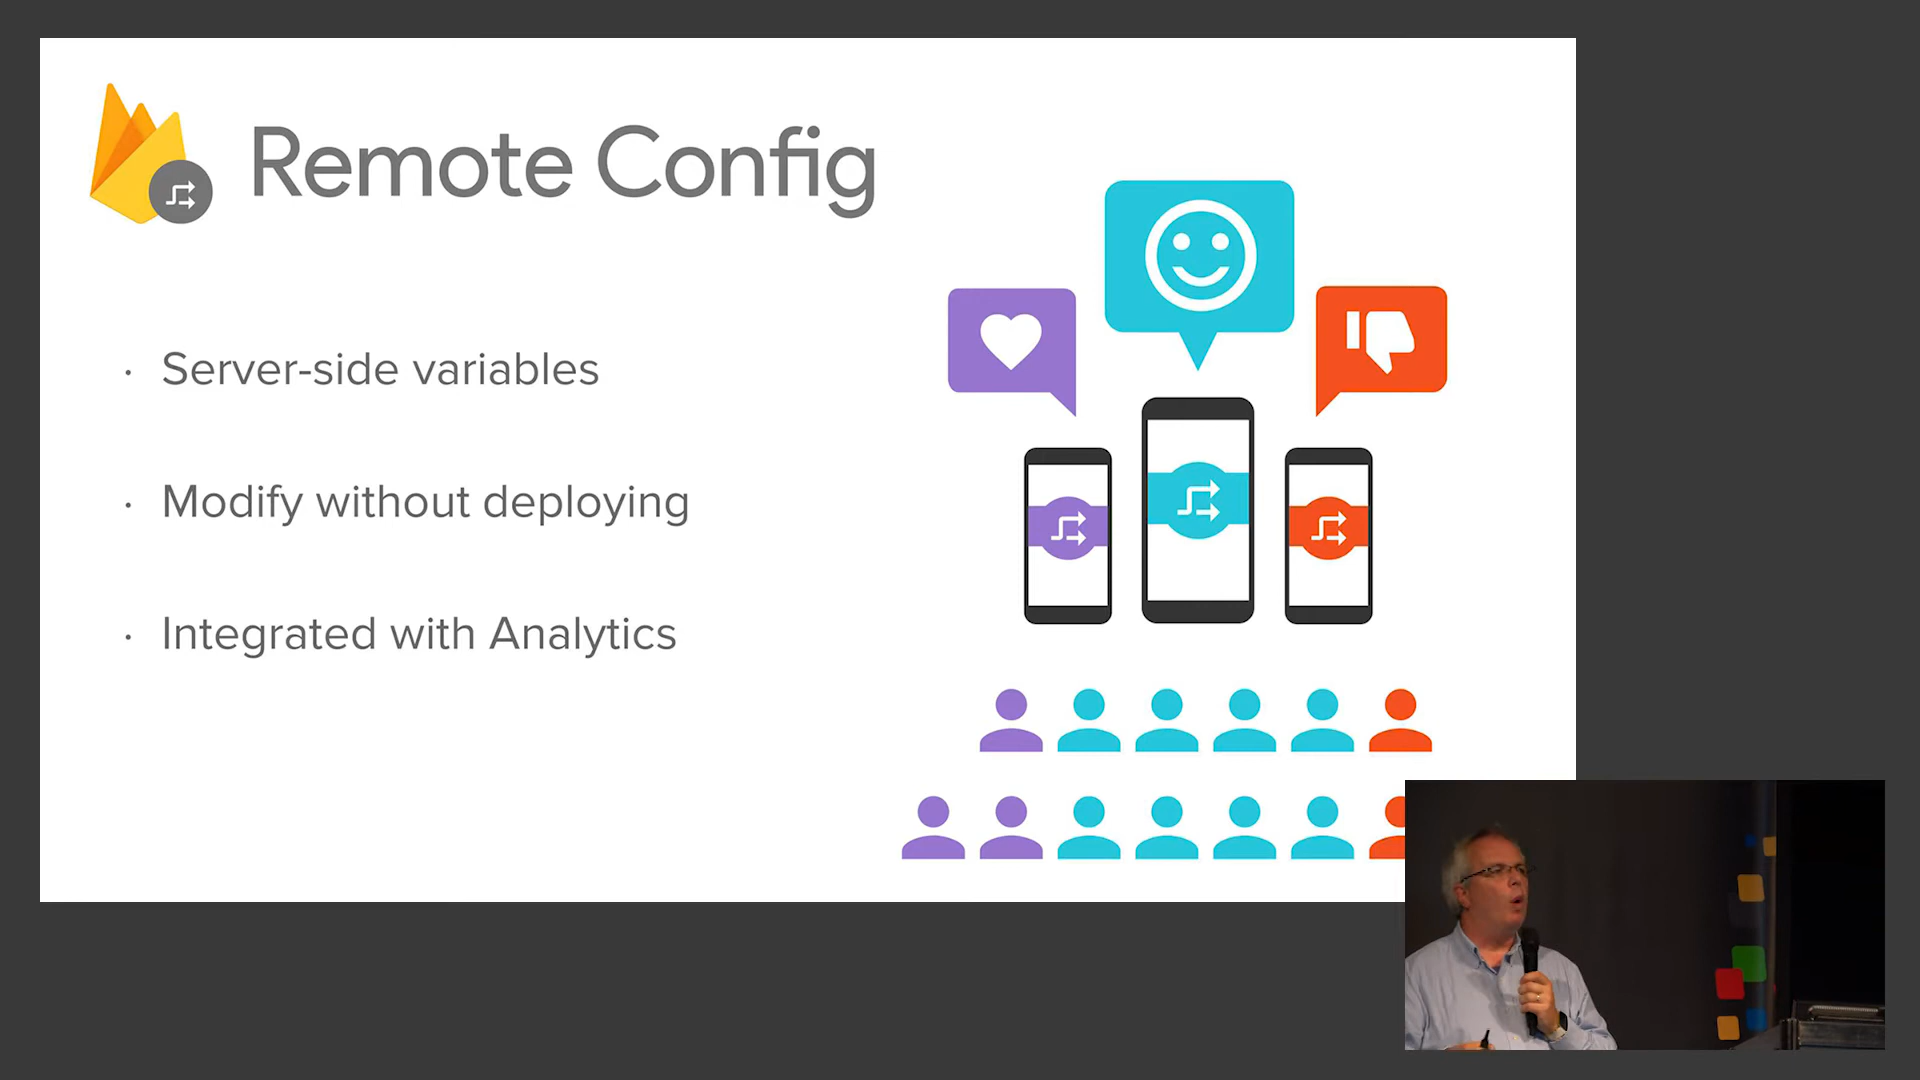 Remote Config
· Server-side variables
· Modify without deploying
· Integrated with Analytics